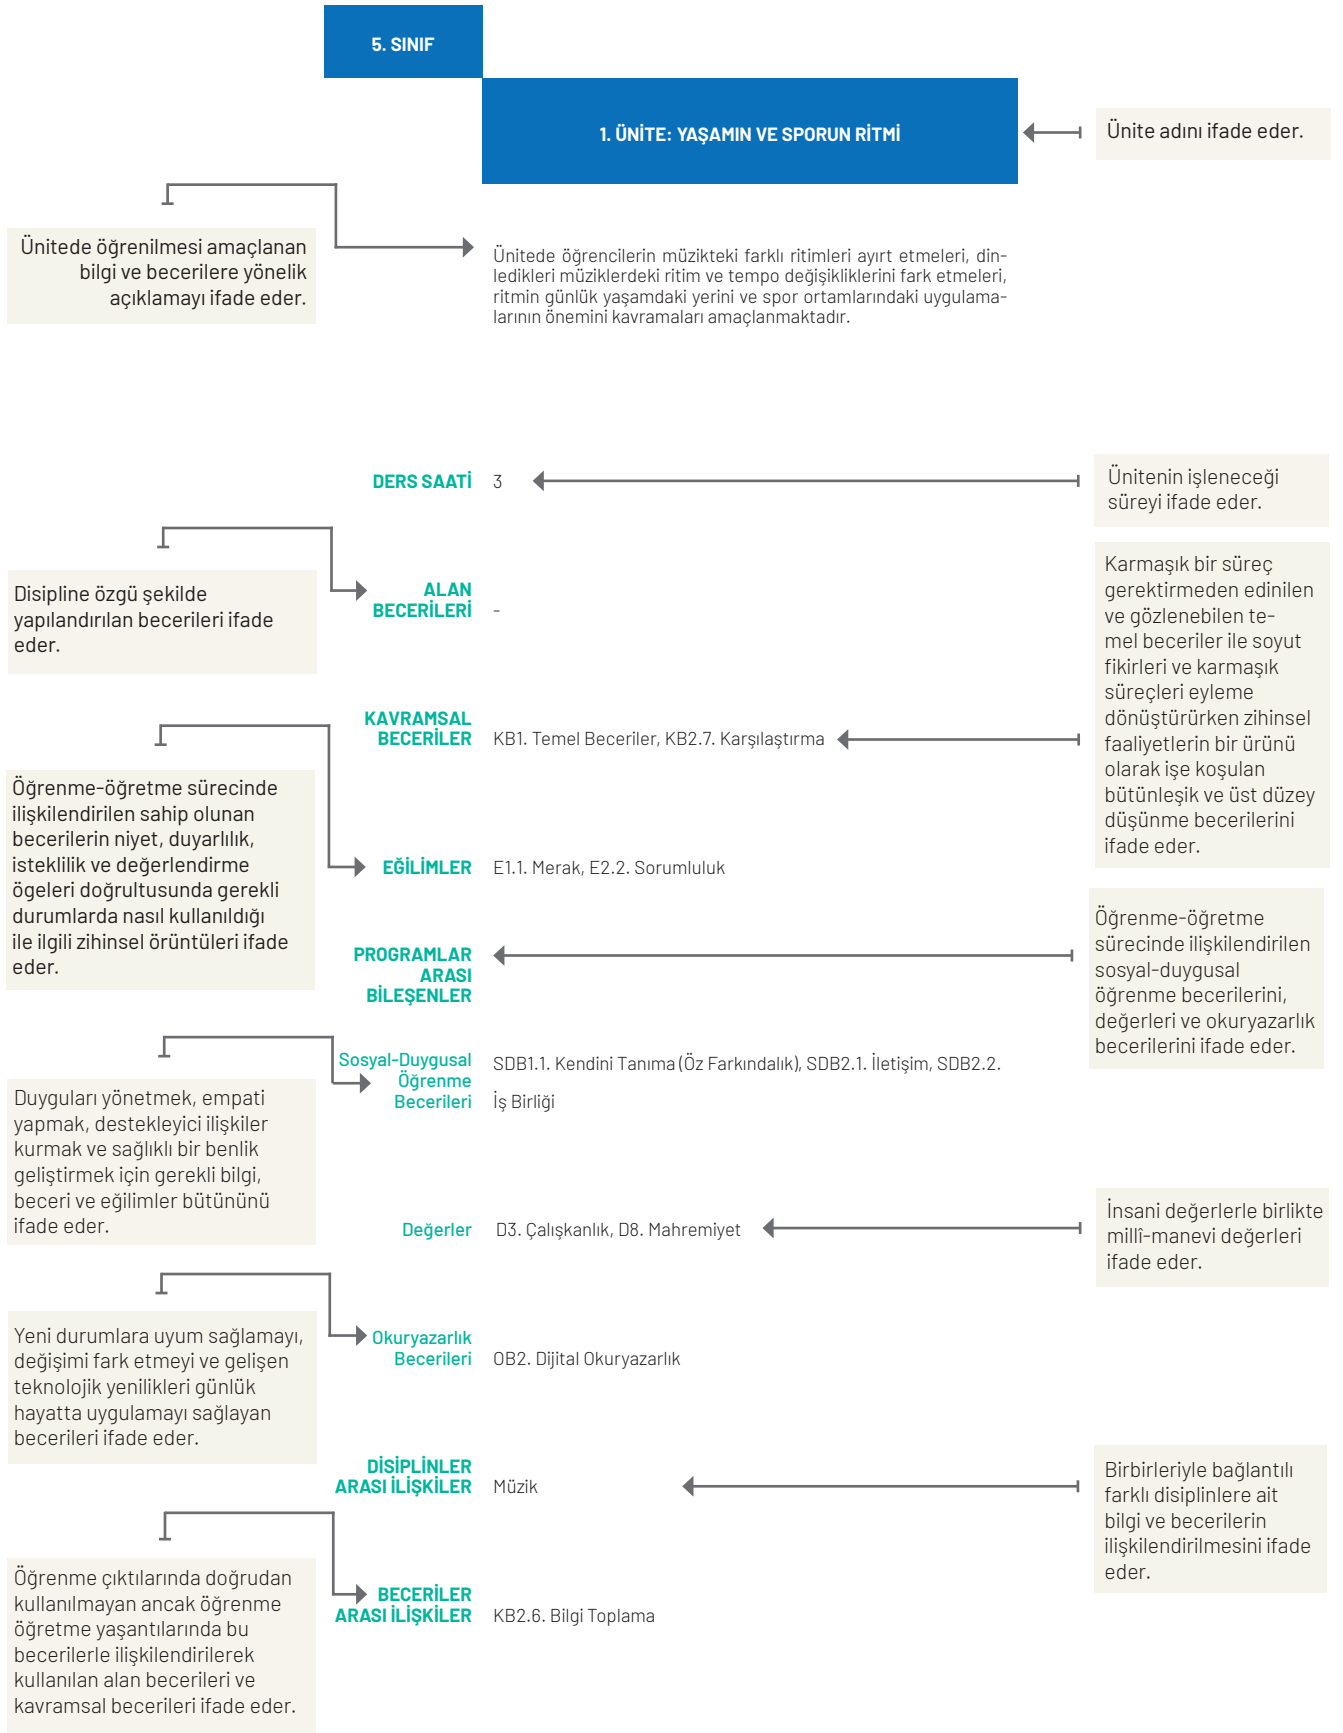 5. SINIF
1. ÜNİTE: YAŞAMIN VE SPORUN RİTMİ
Ünite adını ifade eder.
Ünitede öğrenilmesi amaçlanan
bilgi ve becerilere yönelik
açıklamayı ifade eder.
Ünitede öğrencilerin müzikteki farklı ritimleri ayırt etmeleri, din-
ledikleri müziklerdeki ritim ve tempo değişikliklerini fark etmeleri,
ritmin günlük yaşamdaki yerini ve spor ortamlarındaki uygulama-
larının önemini kavramaları amaçlanmaktadır.
DERS SAATİ 3
Ünitenin işleneceği
süreyi ifade eder.
Disipline özgü şekilde
yapılandırılan becerileri ifade
eder.
ALAN
BECERİLERİ -
Karmaşık bir süreç
gerektirmeden edinilen
ve gözlenebilen te-
mel beceriler ile soyut
fikirleri ve karmaşık
süreçleri eyleme
dönüştürürken zihinsel
faaliyetlerin bir ürünü
olarak işe koşulan
bütünleşik ve üst düzey
düşünme becerilerini
ifade eder.
KAVRAMSAL
BECERİLER KB1. Temel Beceriler, KB2.7. Karşılaştırma
Öğrenme-öğretme sürecinde
ilişkilendirilen sahip olunan
becerilerin niyet, duyarlılık,
isteklilik ve değerlendirme
ögeleri doğrultusunda gerekli
durumlarda nasıl kullanıldığı
ile ilgili zihinsel örüntüleri ifade
eder.
EĞİLİMLER E1.1. Merak, E2.2. Sorumluluk
PROGRAMLAR
ARASI
BİLEŞENLER
Öğrenme-öğretme
sürecinde ilişkilendirilen
sosyal-duygusal
öğrenme becerilerini,
değerleri ve okuryazarlık
becerilerini ifade eder.
Sosyal-Duygusal
Öğrenme
Becerileri
SDB1.1. Kendini Tanıma (Öz Farkındalık), SDB2.1. İletişim, SDB2.2.
İş Birliği
Duyguları yönetmek, empati
yapmak, destekleyici ilişkiler
kurmak ve sağlıklı bir benlik
geliştirmek için gerekli bilgi,
beceri ve eğilimler bütününü
ifade eder.
Değerler D3. Çalışkanlık, D8. Mahremiyet
İnsani değerlerle birlikte
millî-manevi değerleri
ifade eder.
Yeni durumlara uyum sağlamayı,
değişimi fark etmeyi ve gelişen
teknolojik yenilikleri günlük
hayatta uygulamayı sağlayan
becerileri ifade eder.
Okuryazarlık
Becerileri OB2. Dijital Okuryazarlık
DİSİPLİNLER
ARASI İLİŞKİLER Müzik
Birbirleriyle bağlantılı
farklı disiplinlere ait
bilgi ve becerilerin
ilişkilendirilmesini ifade
eder.
Öğrenme çıktılarında doğrudan
kullanılmayan ancak öğrenme
öğretme yaşantılarında bu
becerilerle ilişkilendirilerek
kullanılan alan becerileri ve
kavramsal becerileri ifade eder.
BECERİLER
ARASI İLİŞKİLER KB2.6. Bilgi Toplama